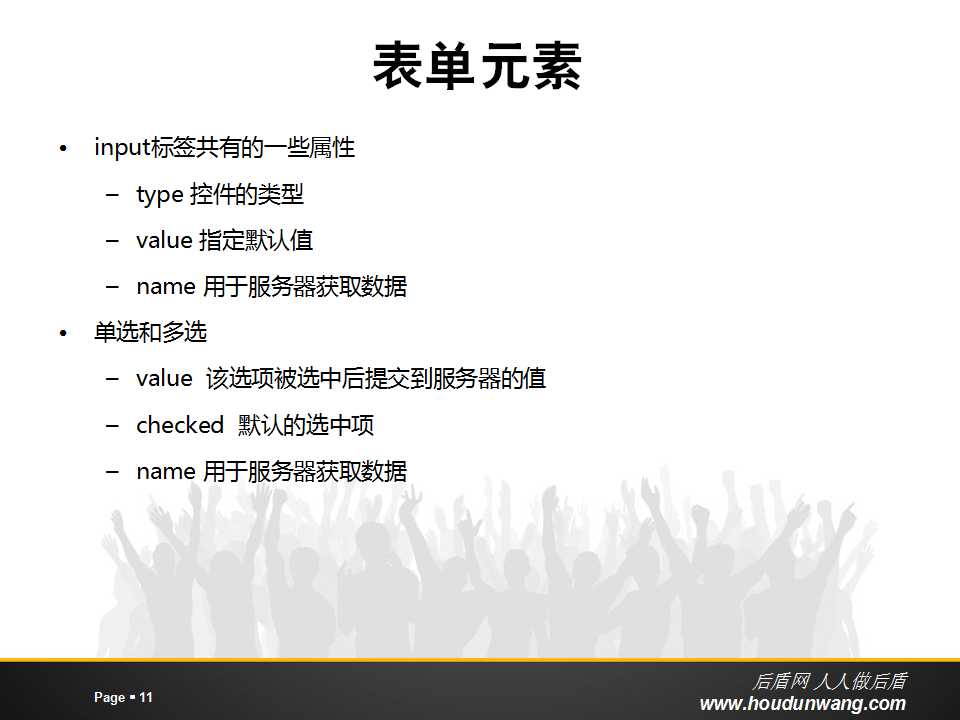 表单元素
• input标签共有的一些属性
– type 控件的类型
– value 指定默认值
– name 用于服务器获取数据
• 单选和多选
– value 该选项被选中后提交到服务器的值
– checked 默认的选中项
– name 用于服务器获取数据
Page ▪ 11
后盾网 人人做后盾
www.houdunwang.com